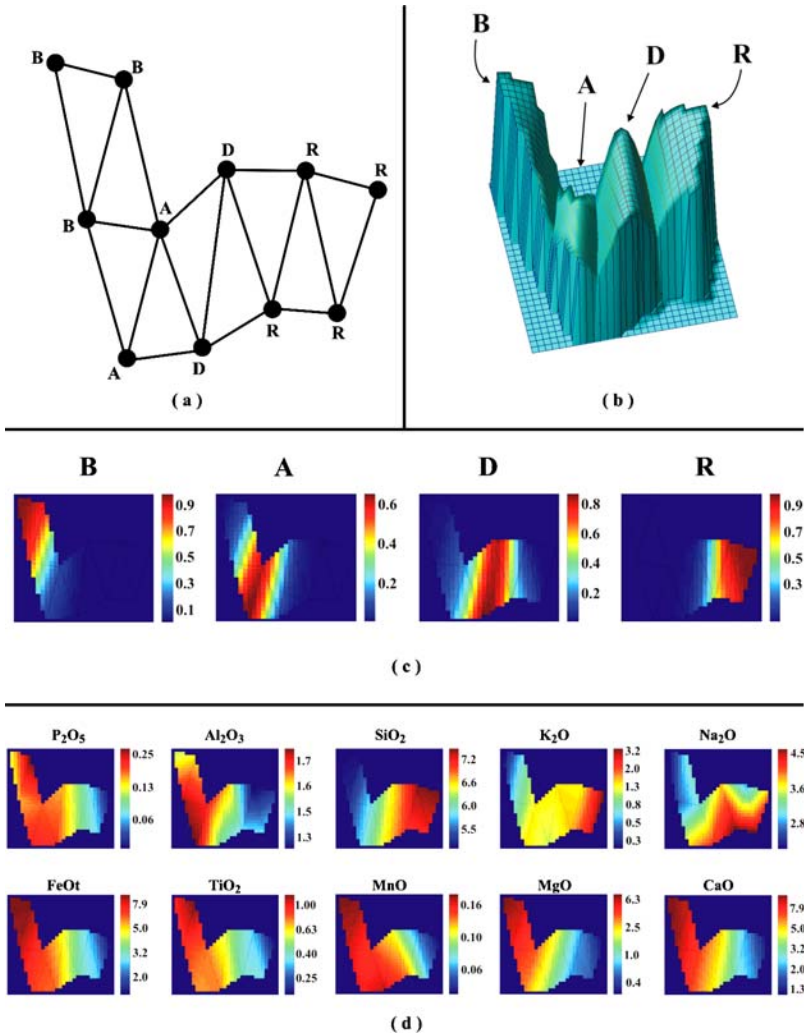 B
B
B
A
D
R
R
A
D
R
R
( a )
B
A
D
R
( b )
B
A
D
R
0.9
0.7
0.5
0.3
0.1
0.6
0.2
0.8
0.6
0.4
0.2
0.9
0.7
0.5
0.3
( c )
P₂O₅
Al₂O₃
SiO₂
K₂O
Na₂O
0.25
0.13
0.06
1.7
1.6
1.5
1.3
7.2
6.6
6.0
5.5
3.2
2.0
1.3
0.8
0.5
0.3
4.5
3.6
2.8
FeOt
TiO₂
MnO
MgO
CaO
7.9
5.0
3.2
2.0
1.00
0.63
0.40
0.25
0.16
0.10
0.06
6.3
2.5
1.0
0.4
7.9
5.0
3.2
2.0
1.3
( d )